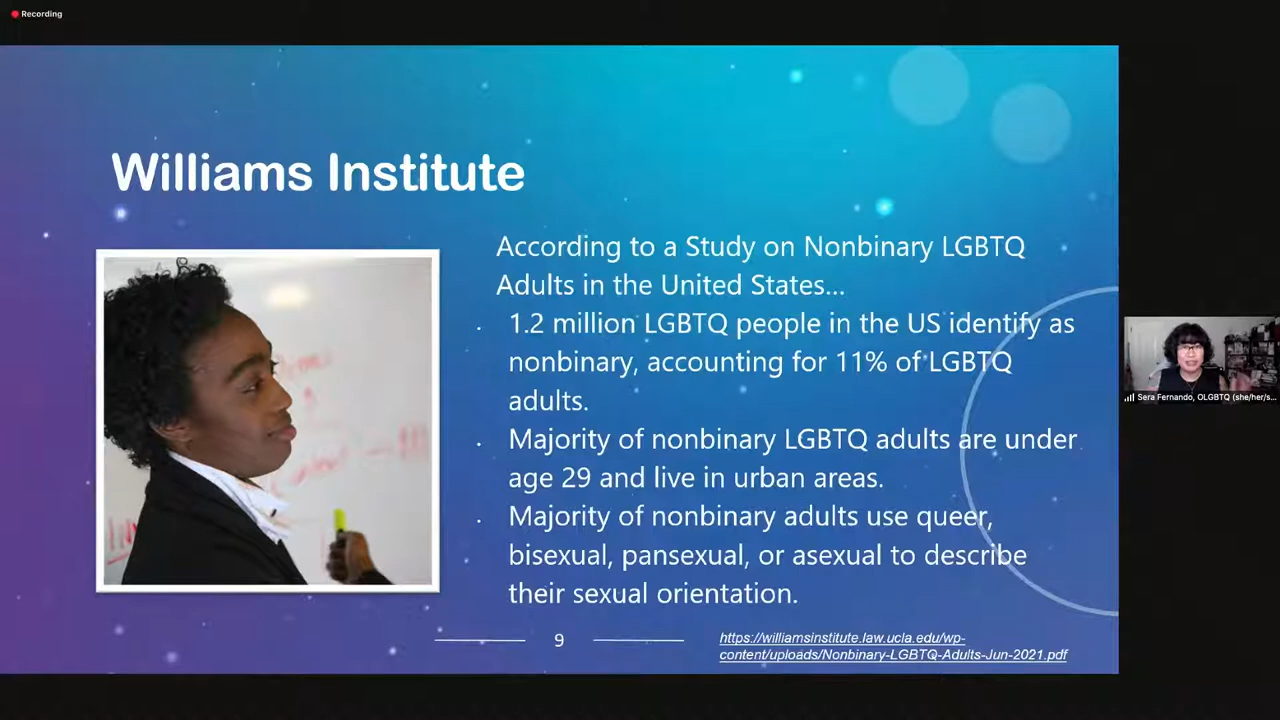 Recording
Williams Institute
According to a Study on Nonbinary LGBTQ
Adults in the United States...
1.2 million LGBTQ people in the US identify as
nonbinary, accounting for 11% of LGBTQ
adults.
Majority of nonbinary LGBTQ adults are under
age 29 and live in urban areas.
Majority of nonbinary adults use queer,
bisexual, pansexual, or asexual to describe
their sexual orientation.
9
https://williamsinstitute.law.ucla.edu/wp-
content/uploads/Nonbinary-LGBTQ-Adults-Jun-2021.pdf
Sera Fernando, OLGBTQ (she/her/s...